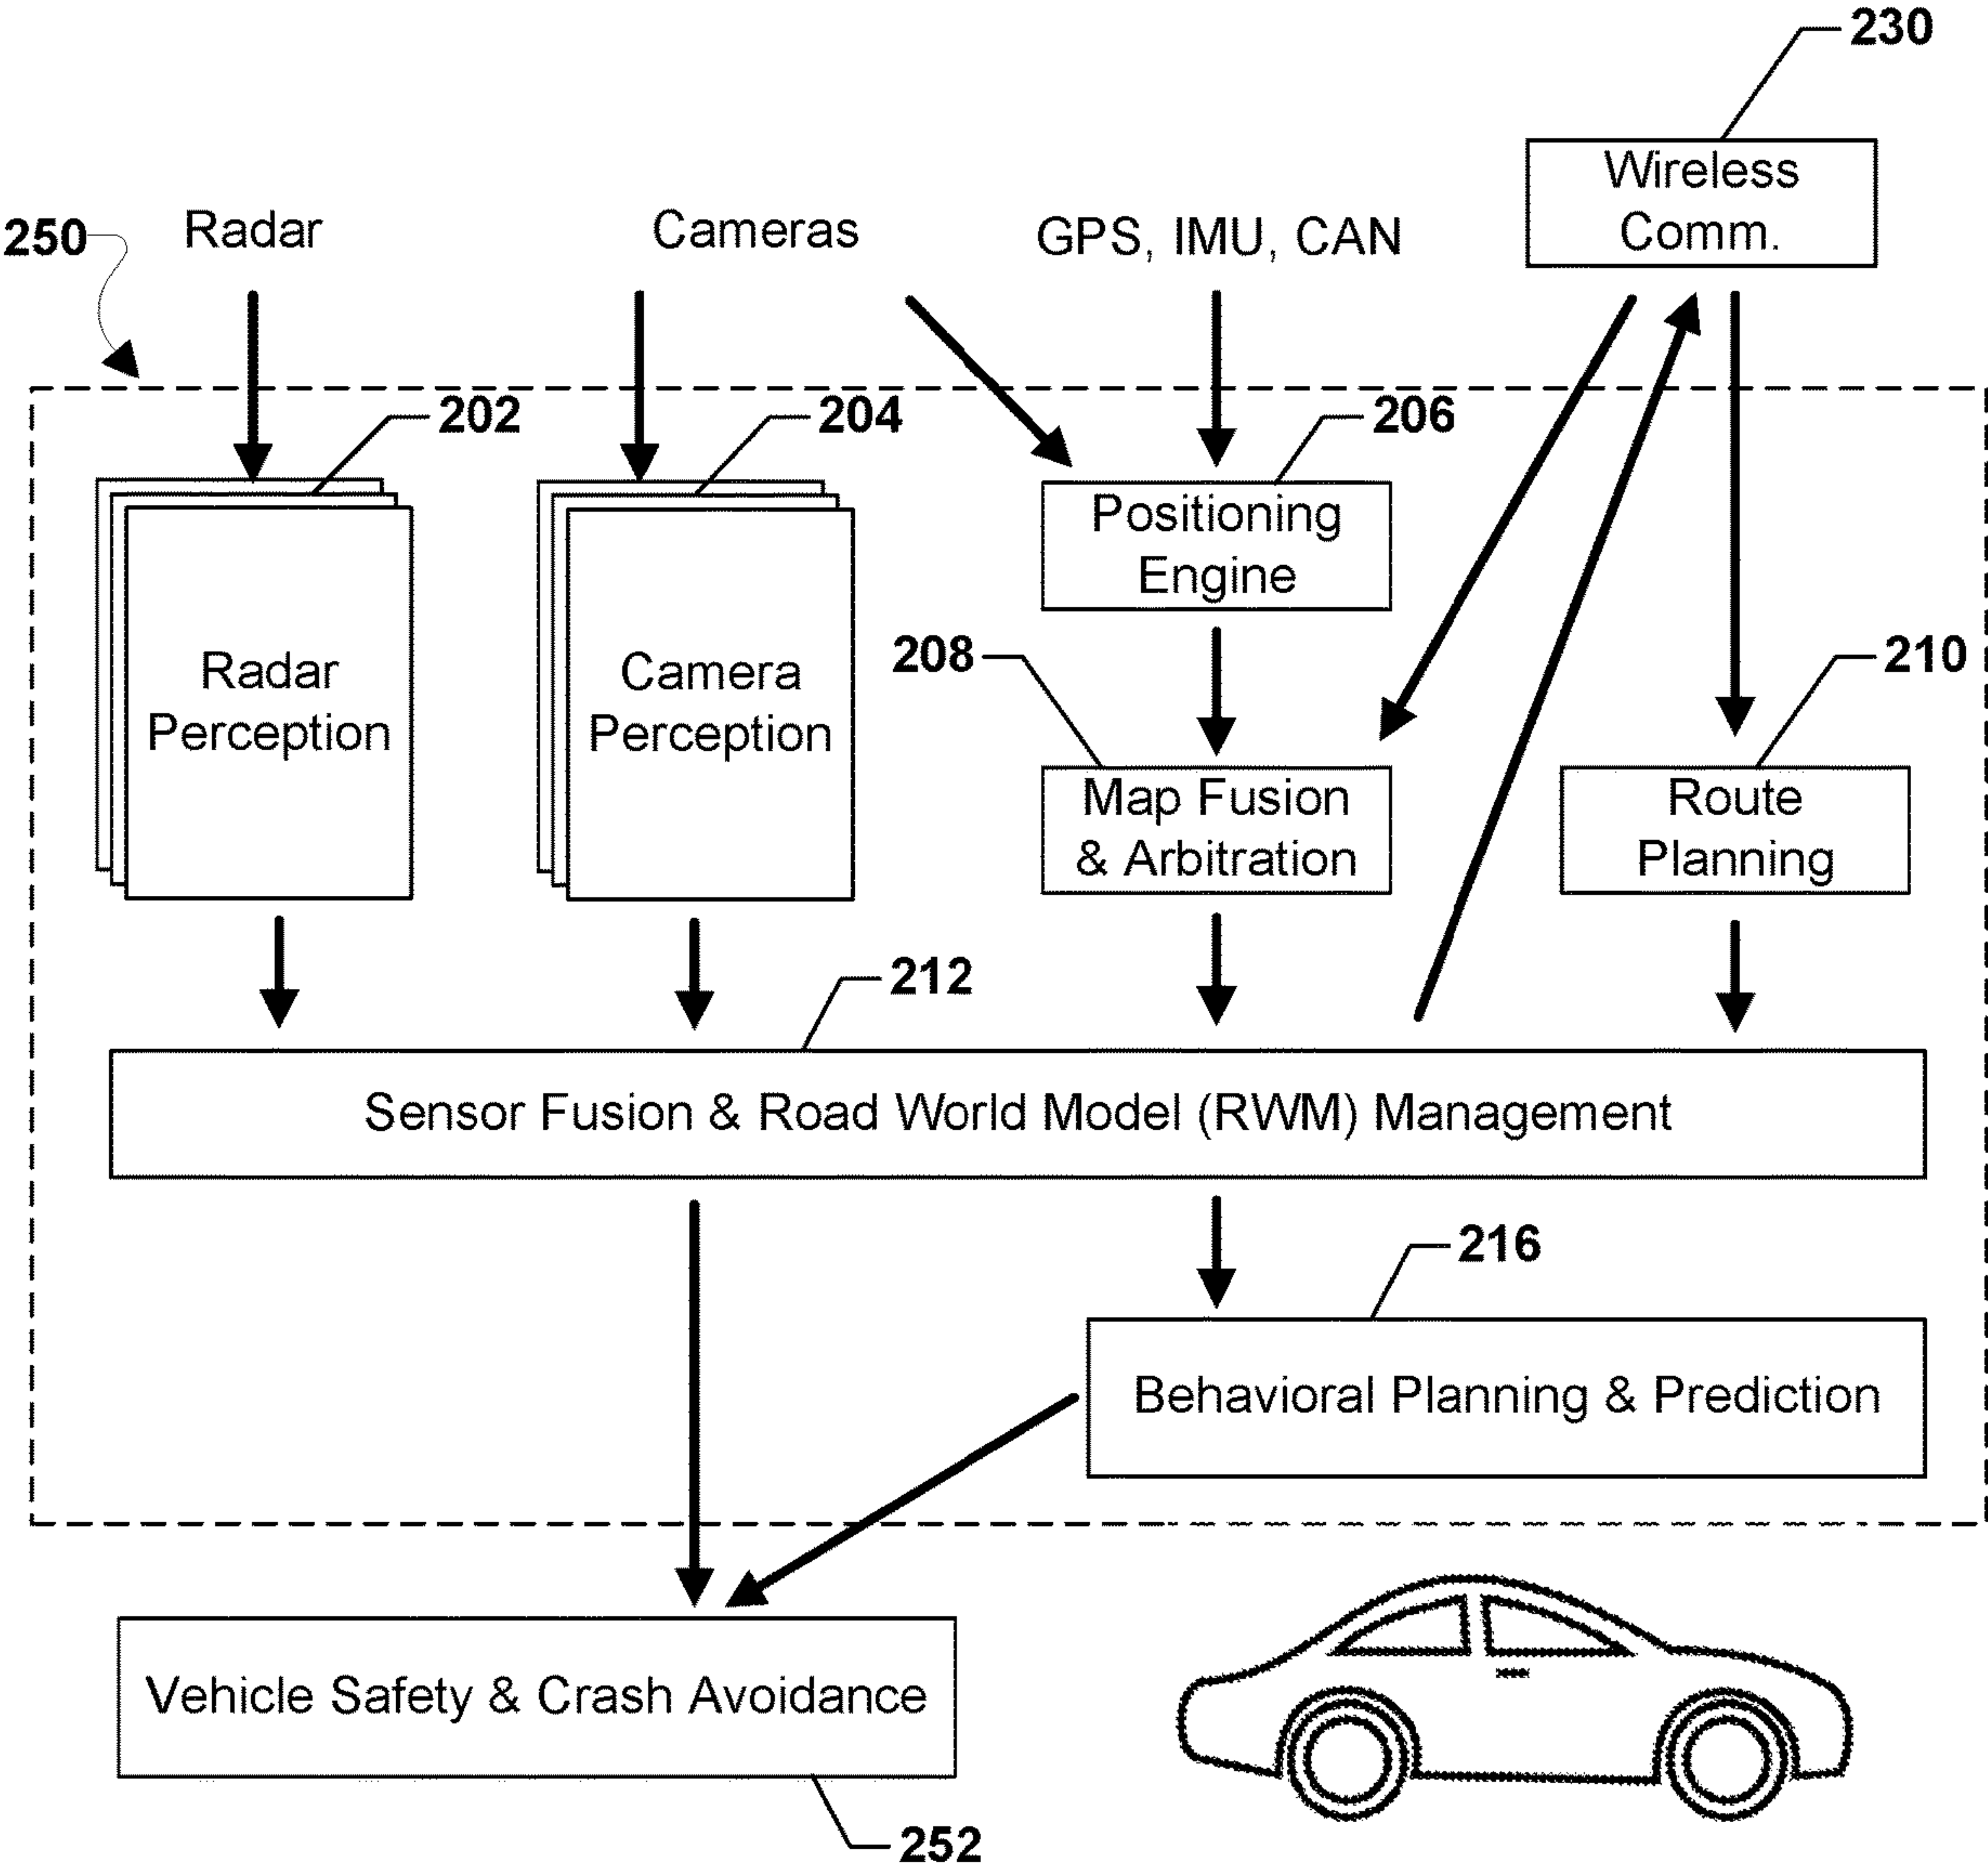 230
Wireless
Comm.
250
Radar
Cameras
GPS, IMU, CAN
202
204
206
Positioning
Engine
Radar
Perception
Camera
Perception
208
210
Map Fusion
& Arbitration
Route
Planning
212
Sensor Fusion & Road World Model (RWM) Management
216
Behavioral Planning & Prediction
Vehicle Safety & Crash Avoidance
252